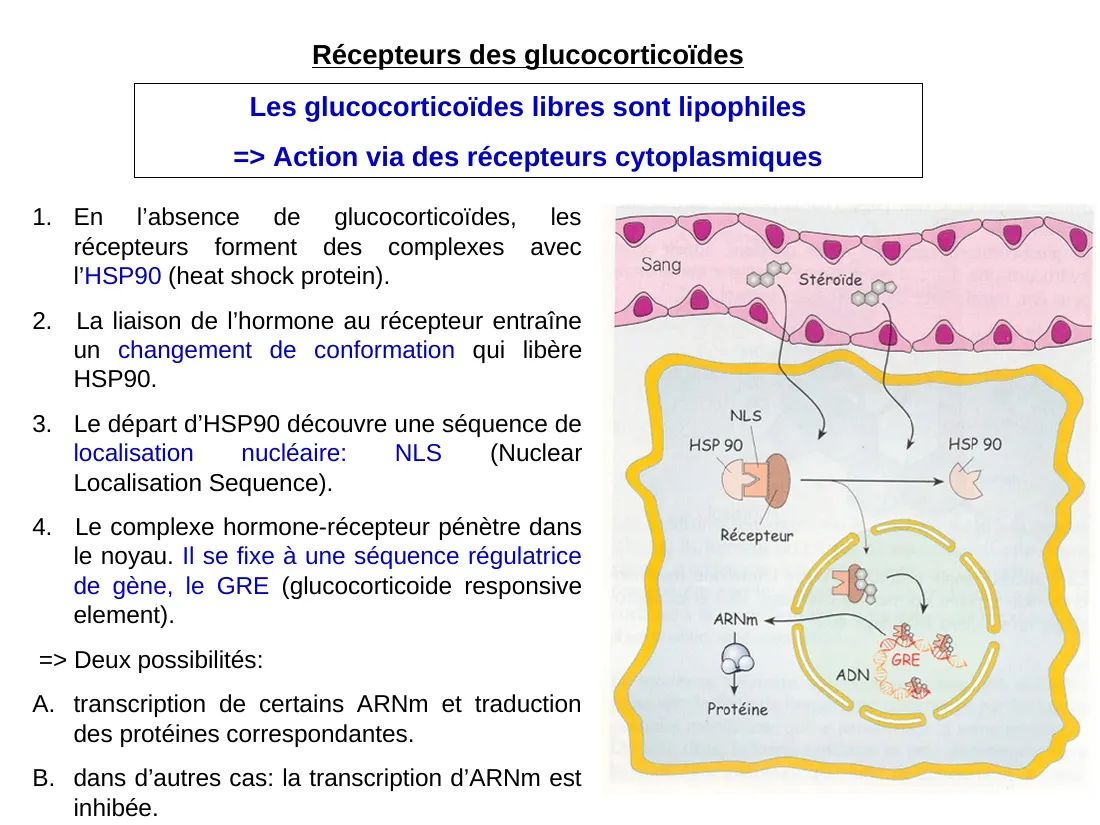 Récepteurs des glucocorticoïdes
Les glucocorticoïdes libres sont lipophiles
=> Action via des récepteurs cytoplasmiques
1. En l’absence de glucocorticoïdes, les
récepteurs forment des complexes avec
l’HSP90 (heat shock protein).
2. La liaison de l’hormone au récepteur entraîne
un changement de conformation qui libère
HSP90.
3. Le départ d’HSP90 découvre une séquence de
localisation nucléaire: NLS (Nuclear
Localisation Sequence).
4. Le complexe hormone-récepteur pénètre dans
le noyau. Il se fixe à une séquence régulatrice
de gène, le GRE (glucocorticoide responsive
element).
=> Deux possibilités:
A. transcription de certains ARNm et traduction
des protéines correspondantes.
B. dans d’autres cas: la transcription d’ARNm est
inhibée.
Sang
Stéroïde
NLS
HSP 90
HSP 90
Récepteur
ARNm
GRE
ADN
Protéine